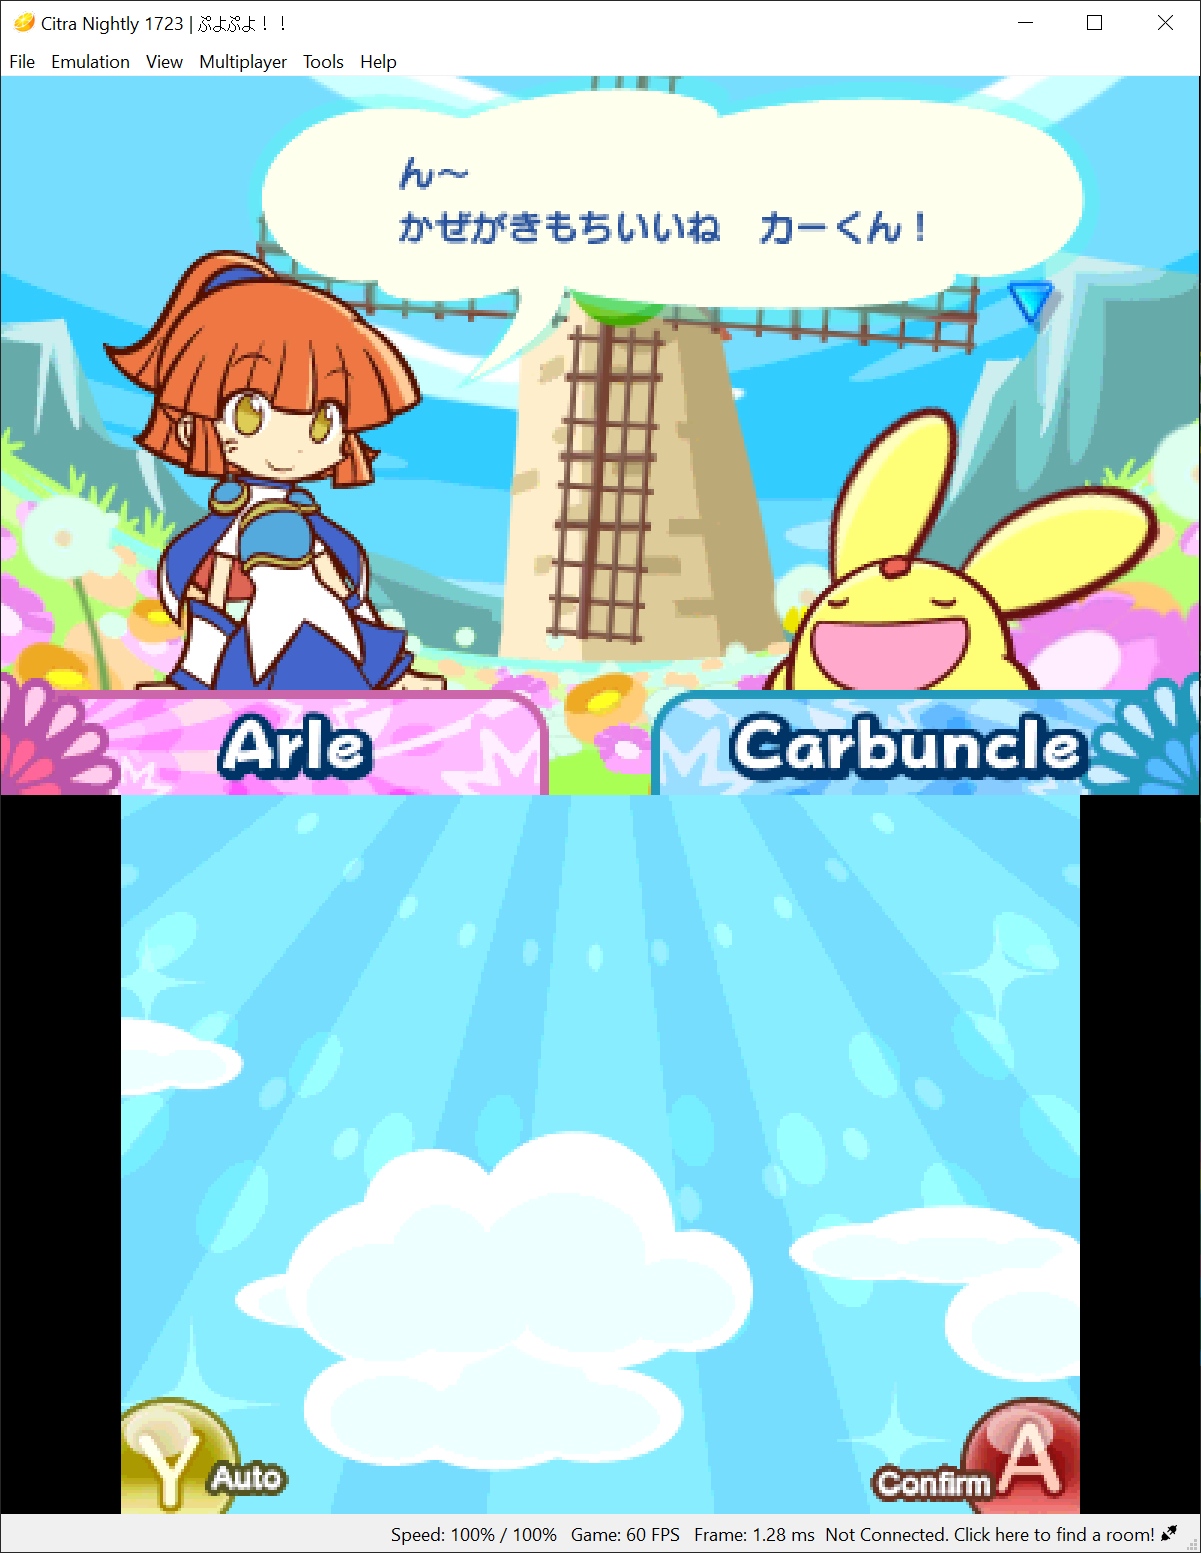 Citra Nightly 1723 | ぷよぷよ！！
File Emulation View Multiplayer Tools Help
ん～
かぜがきもちいいね　カーくん！
Arle
Carbuncle
Y Auto
Confirm A
Speed: 100% / 100% Game: 60 FPS Frame: 1.28 ms Not Connected. Click here to find a room!